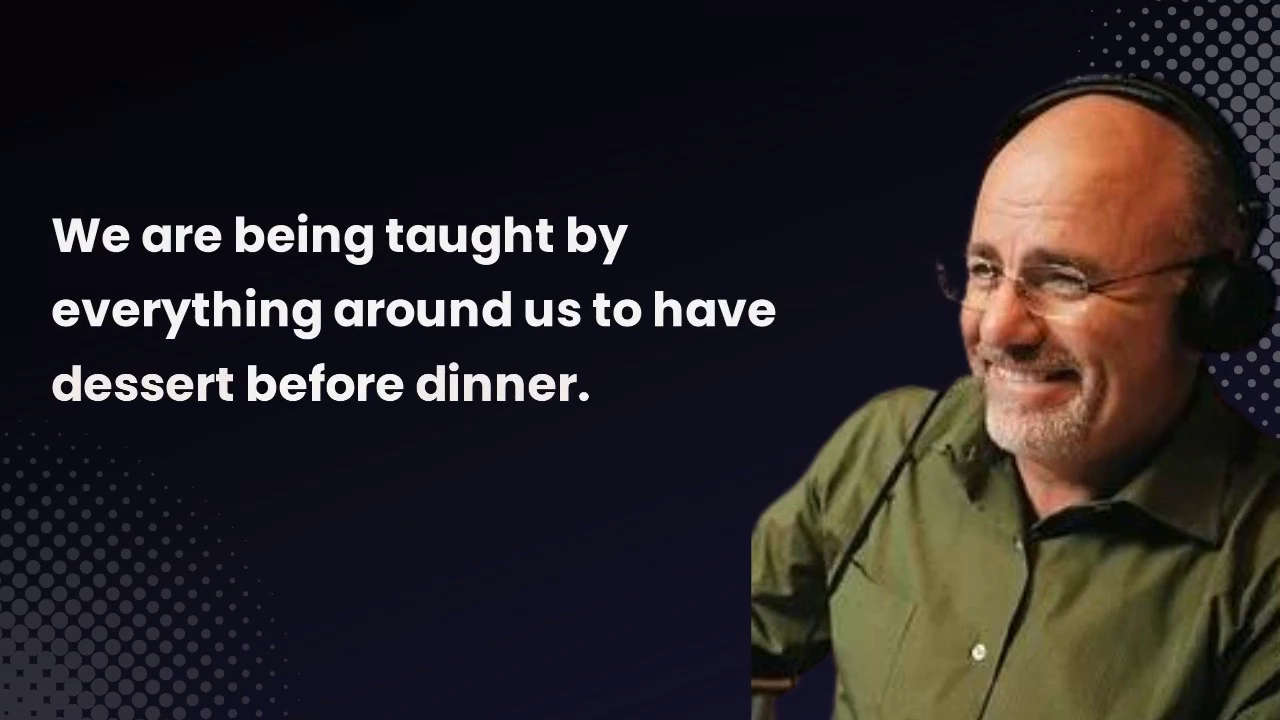 We are being taught by
everything around us to have
dessert before dinner.